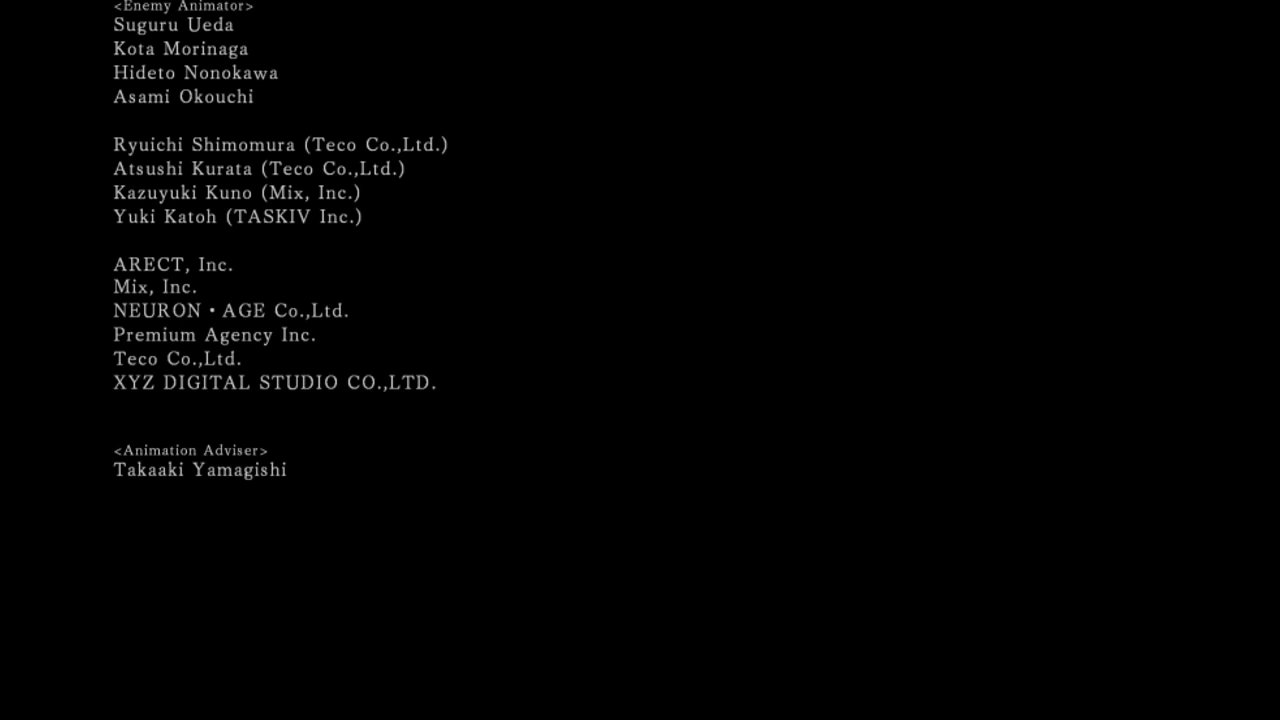 <Enemy Animator>
Suguru Ueda
Kota Morinaga
Hideto Nonokawa
Asami Okouchi
Ryuichi Shimomura (Teco Co.,Ltd.)
Atsushi Kurata (Teco Co.,Ltd.)
Kazuyuki Kuno (Mix, Inc.)
Yuki Katoh (TASKIV Inc.)
ARECT, Inc.
Mix, Inc.
NEURON・AGE Co.,Ltd.
Premium Agency Inc.
Teco Co.,Ltd.
XYZ DIGITAL STUDIO CO.,LTD.
<Animation Adviser>
Takaaki Yamagishi